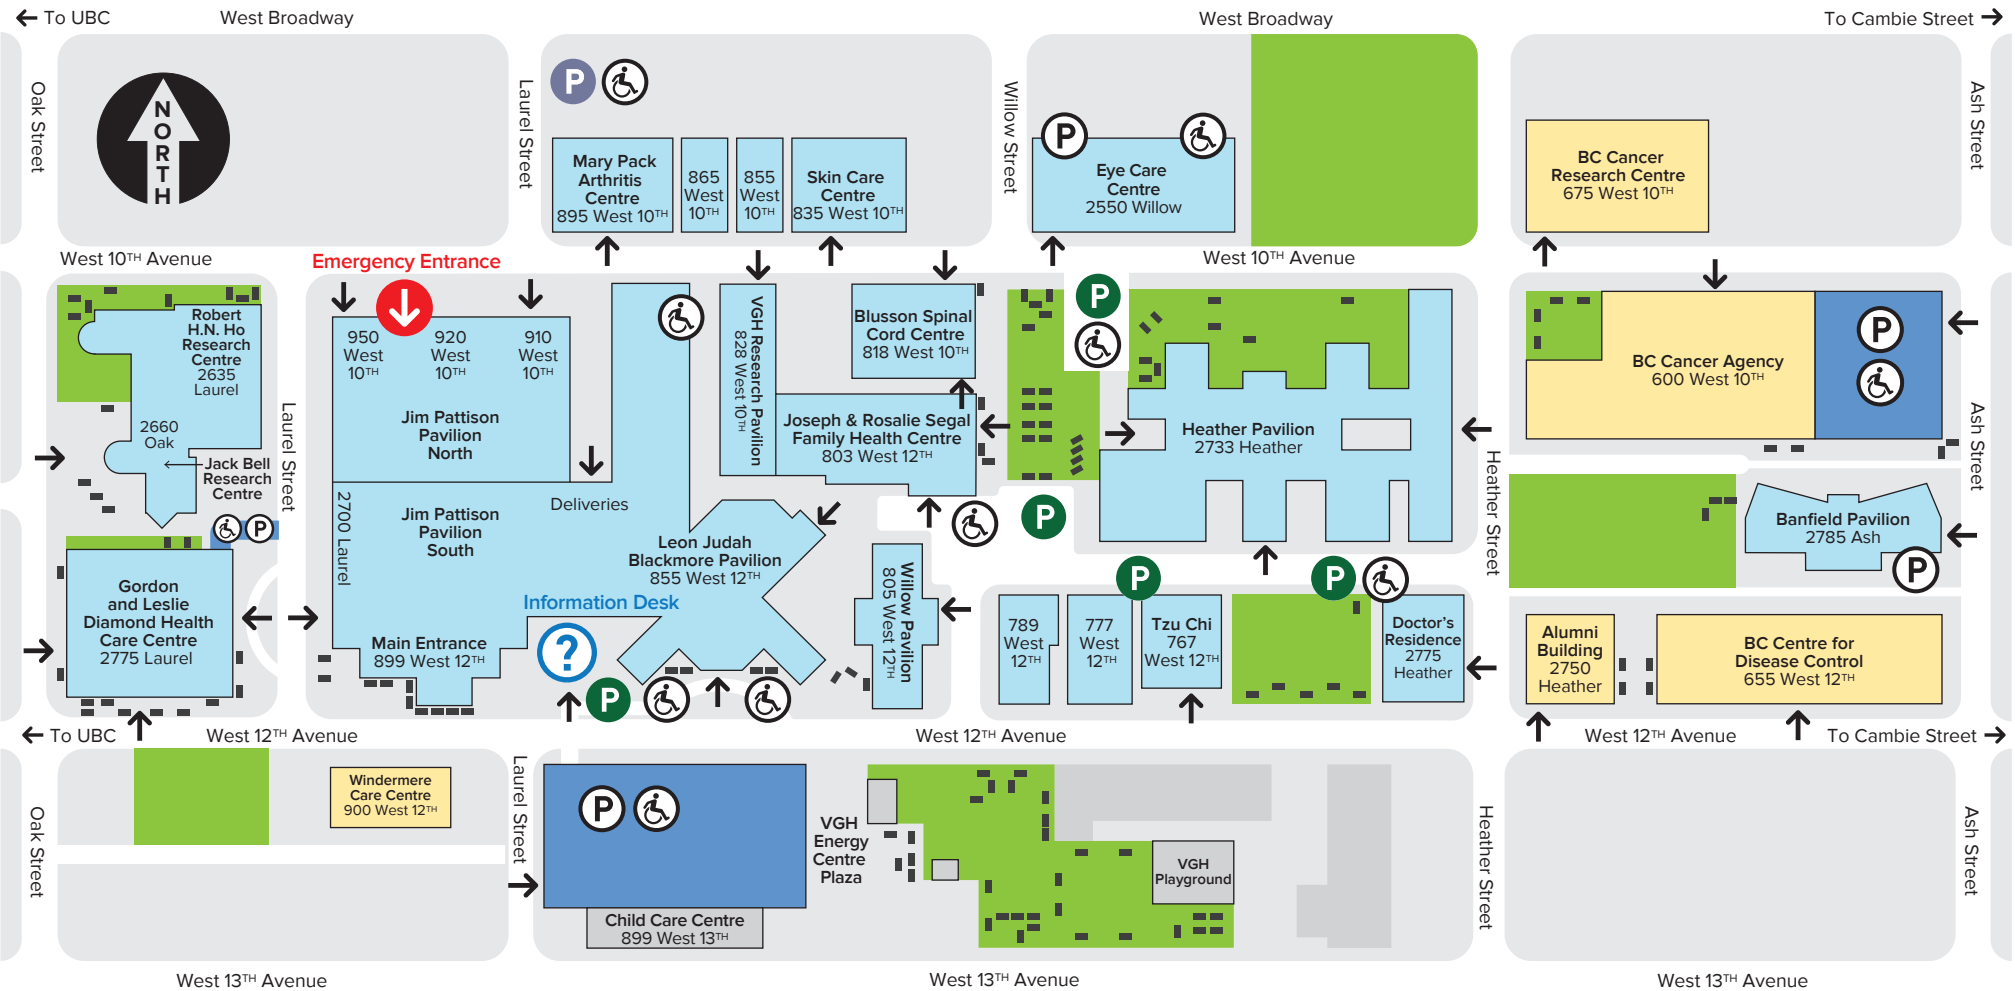 ← To UBC
West Broadway
West Broadway
To Cambie Street →
Oak Street
NORTH
Laurel Street
P
Willow Street
P
Ash Street
Mary Pack
Arthritis
Centre
895 West 10TH
865
West
10TH
855
West
10TH
Skin Care
Centre
835 West 10TH
Eye Care
Centre
2550 Willow
BC Cancer
Research Centre
675 West 10TH
West 10TH Avenue
Emergency Entrance
West 10TH Avenue
Robert
H.N. Ho
Research
Centre
2635
Laurel
2660
Oak
Jack Bell
Research
Centre
P
Laurel Street
950
West
10TH
920
West
10TH
910
West
10TH
Jim Pattison
Pavilion
North
Deliveries
2700 Laurel
Jim Pattison
Pavilion
South
VGH Research Pavilion
828 West 10TH
Blusson Spinal
Cord Centre
818 West 10TH
Joseph & Rosalie Segal
Family Health Centre
803 West 12TH
P
P
Heather Pavilion
2733 Heather
Heather Street
BC Cancer Agency
600 West 10TH
P
Ash Street
Banfield Pavilion
2785 Ash
P
Leon Judah
Blackmore Pavilion
855 West 12TH
Information Desk
?
Main Entrance
899 West 12TH
P
Willow Pavilion
805 West 12TH
Gordon
and Leslie
Diamond Health
Care Centre
2775 Laurel
P
P
789
West
12TH
777
West
12TH
Tzu Chi
767
West 12TH
Doctor's
Residence
2775
Heather
Alumni
Building
2750
Heather
BC Centre for
Disease Control
655 West 12TH
← To UBC
West 12TH Avenue
West 12TH Avenue
West 12TH Avenue
To Cambie Street →
Oak Street
Windermere
Care Centre
900 West 12TH
Laurel Street
P
VGH
Energy
Centre
Plaza
VGH
Playground
Heather Street
Ash Street
Child Care Centre
899 West 13TH
West 13TH Avenue
West 13TH Avenue
West 13TH Avenue